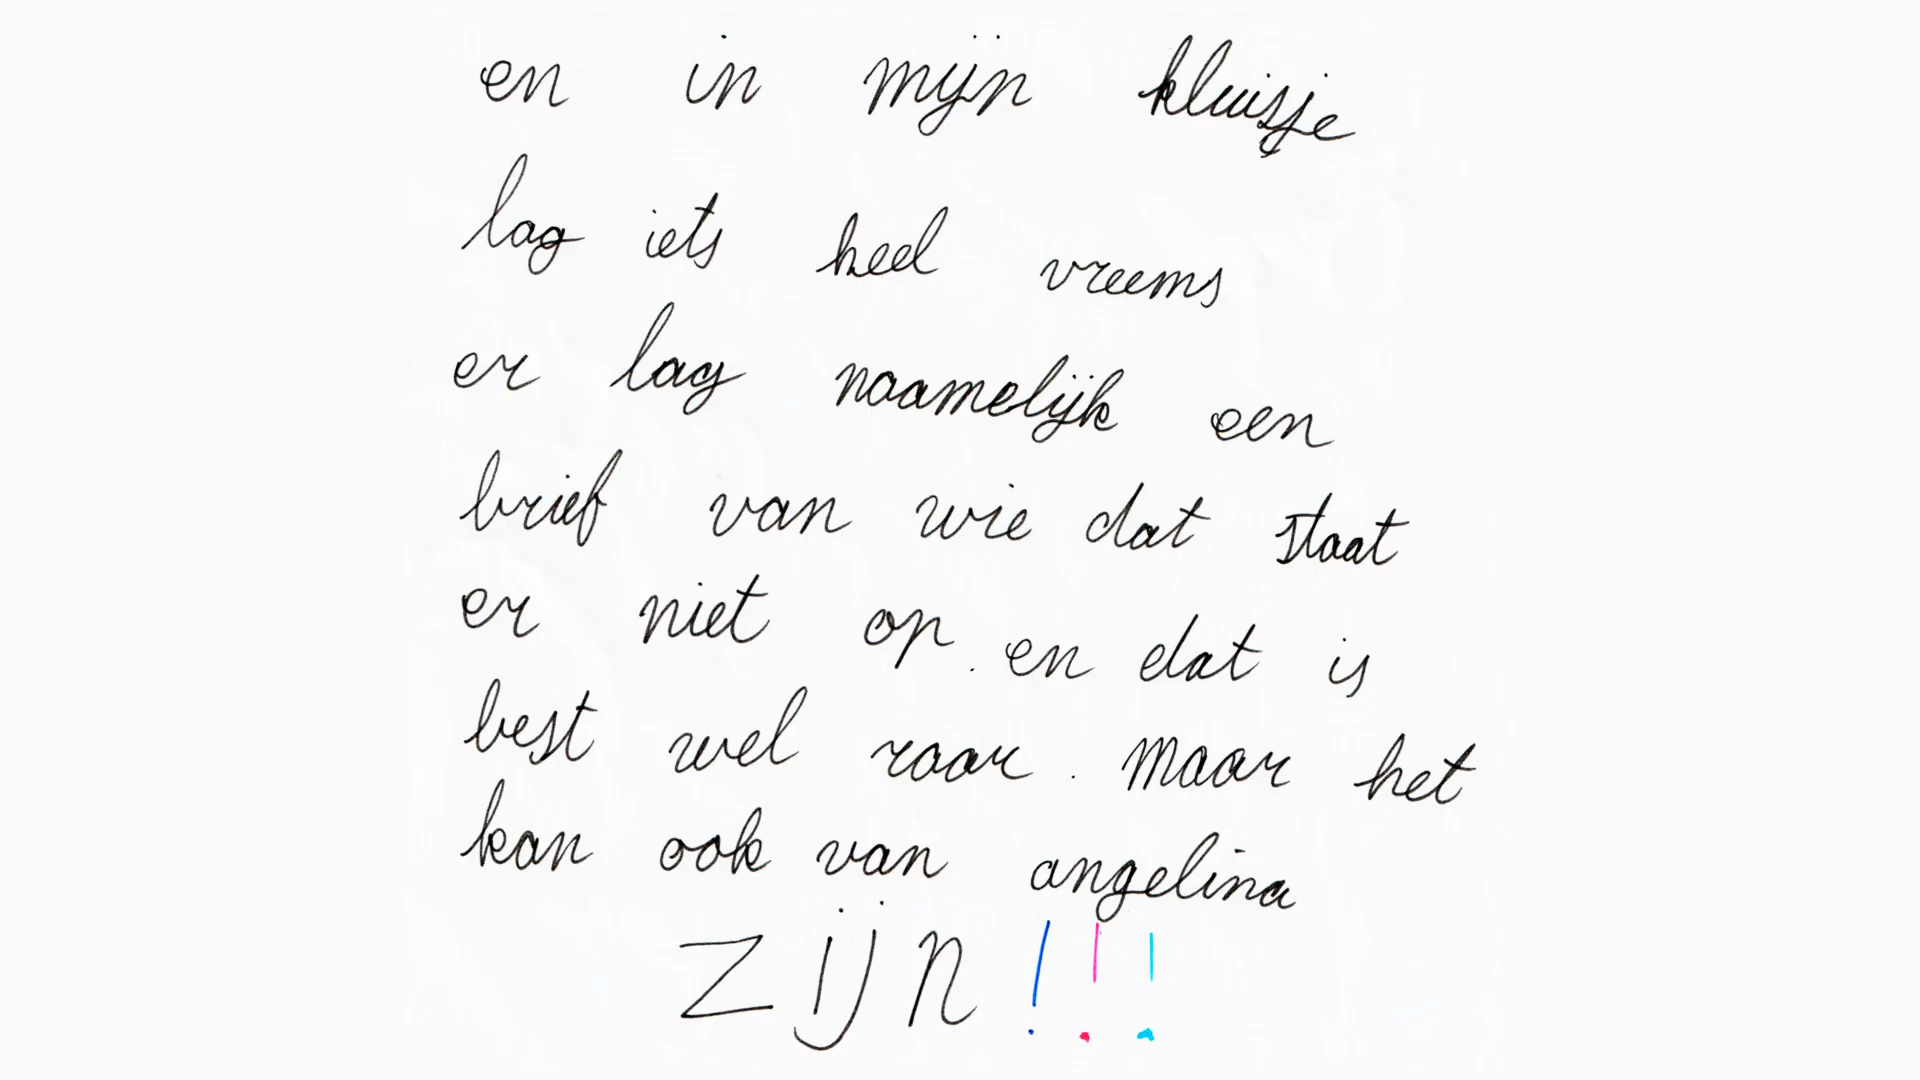 en in mijn kluisje
lag iets heel vreems
er lag naamelijk een
brief van wie dat staat
er niet op. en dat is
best wel raar. Maar het
kan ook van angelina
ZIJN!!!